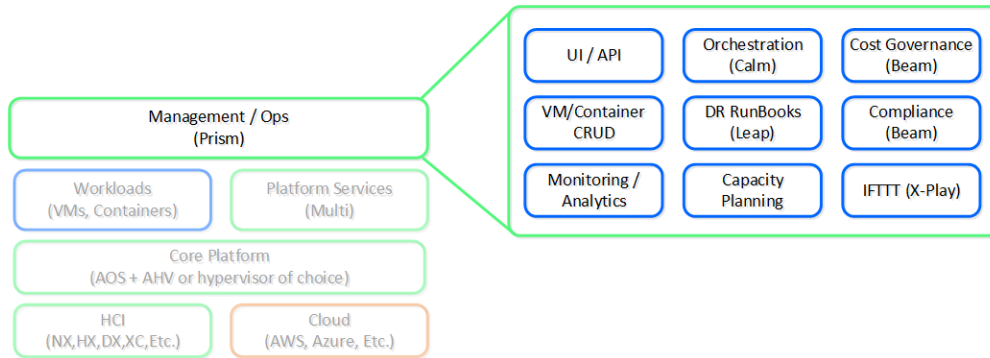 Management / Ops
(Prism)
Workloads
(VMs, Containers)
Platform Services
(Multi)
Core Platform
(AOS + AHV or hypervisor of choice)
HCI
(NX,HX,DX,XC,Etc.)
Cloud
(AWS, Azure, Etc.)
UI / API
Orchestration
(Calm)
Cost Governance
(Beam)
VM/Container
CRUD
DR RunBooks
(Leap)
Compliance
(Beam)
Monitoring /
Analytics
Capacity
Planning
IFTTT (X-Play)